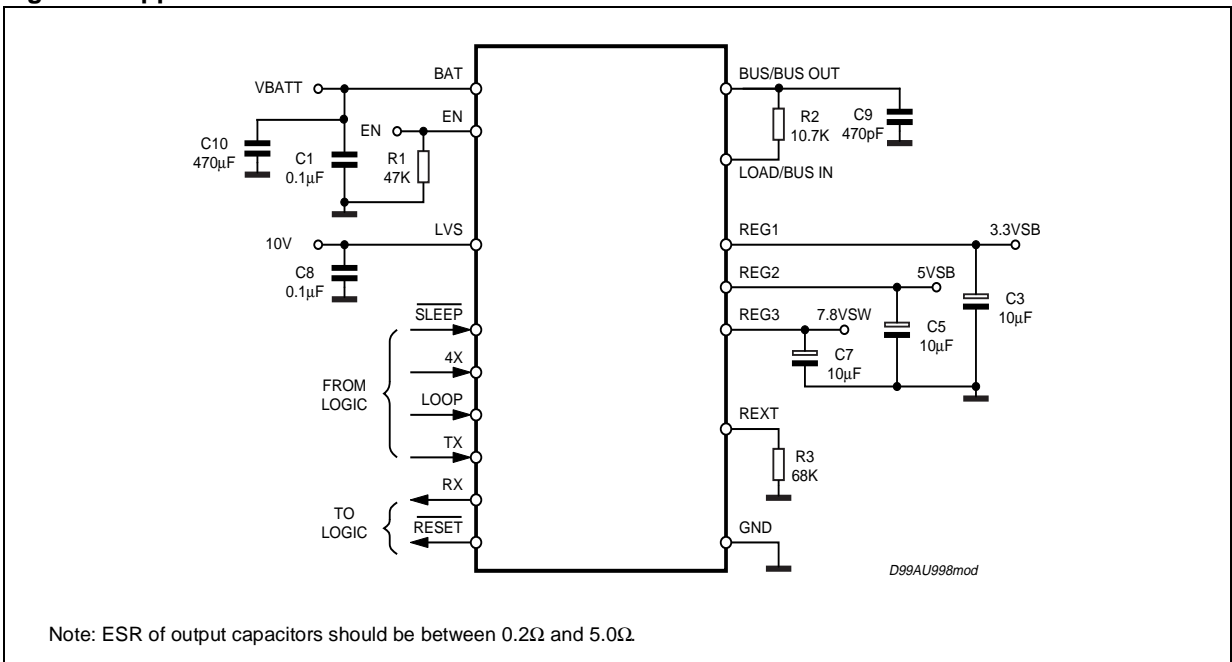 BAT
VBATT
EN
EN
C10
470µF
C1
0.1µF
R1
47K
LVS
10V
C8
0.1µF
SLEEP
4X
FROM
LOGIC
LOOP
TX
RX
TO
LOGIC
RESET
BUS/BUS OUT
R2
10.7K
C9
470pF
LOAD/BUS IN
REG1
3.3VSB
REG2
5VSB
C3
10µF
REG3
7.8VSW
C5
10µF
C7
10µF
REXT
R3
68K
GND
D99AU998mod
Note: ESR of output capacitors should be between 0.2Ω and 5.0Ω.